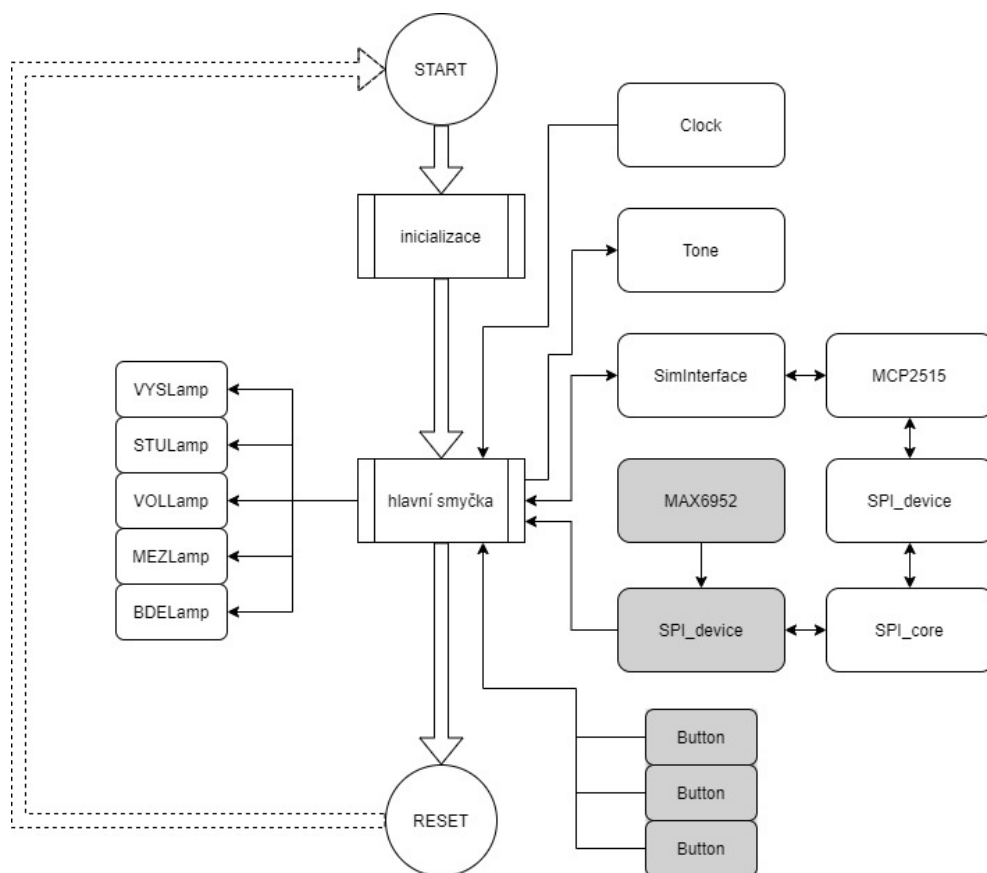 START
Clock
inicializace
Tone
VYSLamp
SimInterface
MCP2515
STULamp
VOLLamp
hlavní smyčka
MAX6952
SPI_device
MEZLamp
BDELamp
SPI_device
SPI_core
Button
Button
RESET
Button